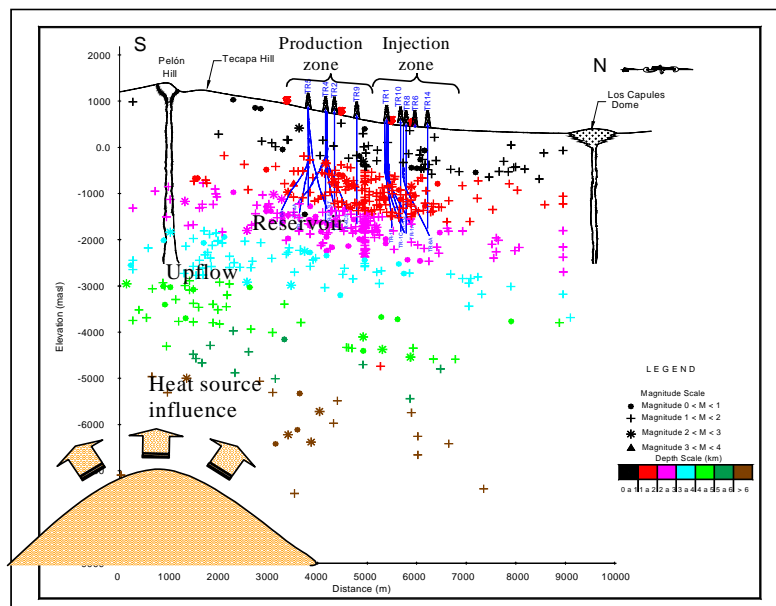 S
Production
zone
Injection
zone
N
Pelón
Hill
Tecapa Hill
Los Capules
Dome
TR5
TR4
TR2
TR9
TR1
TR10
TR8
TR6
TR14
2000
1000
0.0
-1000
-2000
-3000
-4000
-5000
-6000
Elevation (masl)
Reservoir
Upflow
Heat source
influence
LEGEND
Magnitude Scale
Magnitude 0 < M < 1
Magnitude 1 < M < 2
Magnitude 2 < M < 3
Magnitude 3 < M < 4
Depth Scale (km)
0 a 1 1 a 2 2 a 3 3 a 4 4 a 5 5 a 6 > 6
0 1000 2000 3000 4000 5000 6000 7000 8000 9000 10000
Distance (m)